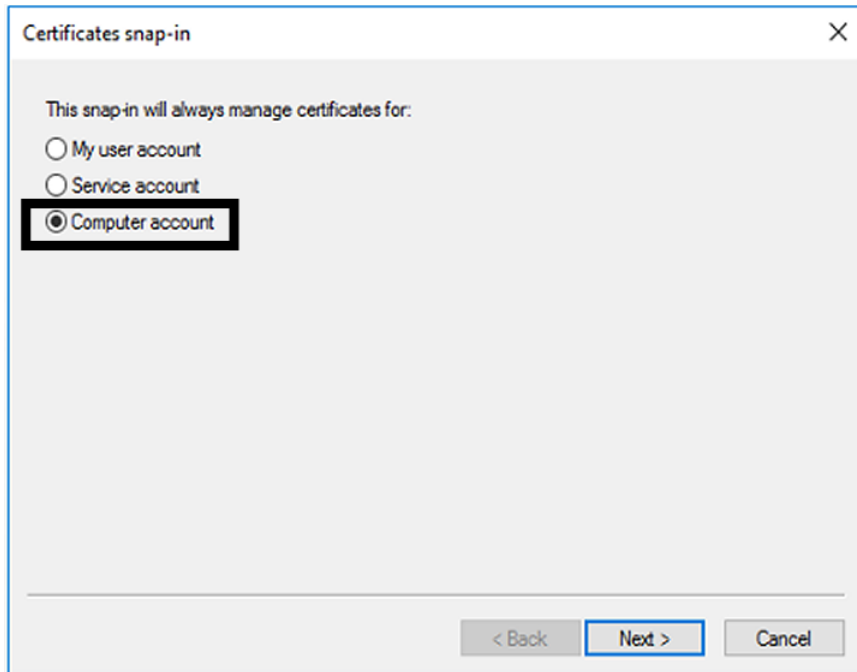 Certificates snap-in
This snap-in will always manage certificates for:
My user account
Service account
Computer account
< Back Next > Cancel